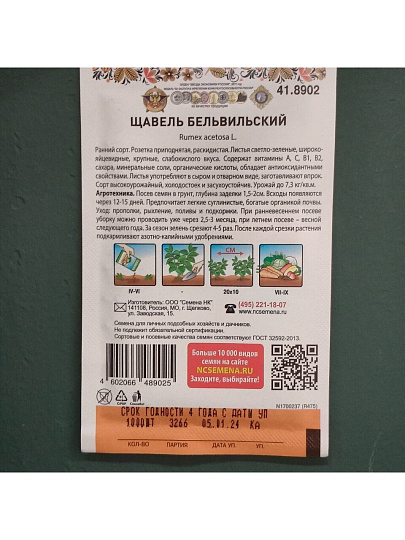 41.8902
ЩАВЕЛЬ БЕЛЬВИЛЬСКИЙ
Rumex acetosa L.
Ранний сорт. Розетка приподнятая, раскидистая. Листья светло-зеленые, широко-
яйцевидные, крупные, слабокислого вкуса. Содержат витамины А, С, В1, В2,
сахара, минеральные соли, органические кислоты, обладает антиоксидантными
свойствами. Листья употребляют в сыром и отварном виде, заготавливают впрок.
Сорт высокоурожайный, холодостоек и засухоустойчив. Урожай до 7,3 кг/квм.
Агротехника. Посев семян в грунт, глубина заделки 1,5-2см. Всходы появляются
через 12-15 дней. Предпочитает легкие суглинистые, богатые органикой почвы.
Уход: прополки, рыхление, поливы и подкормки. При ранневесеннем посеве
уборку можно проводить уже через 2,5-3 месяца, при летнем посеве – весной
следующего года. За сезон зелень срезают 4-5 раз. После каждой срезки растения
подкармливают азотно-калийными удобрениями.
СМ
IV-VI - 20x10 VII-IX
Изготовитель: ООО "Семена НК"
141108, Россия, МО, г. Щелково,
ул. Заводская, 15.
(495) 221-18-07
www.ncsemena.ru
Семена для личных подсобных хозяйств и дачников.
Не подлежит обязательной сертификации.
Сортовые и посевные качества семян соответствуют ГОСТ 32592-2013.
Больше 10 000 видов
семян на сайте
NCSEMENA.RU
Заходите, выбирайте!
4 602066 489025
N1700237 (R475)
СРОК ГОДНОСТИ 4 ГОДА С ДАТЫ УП
1000ШТ 3266 05.01.24 КА
КОЛ-ВО ПАРТИЯ ДАТА УП. УП.